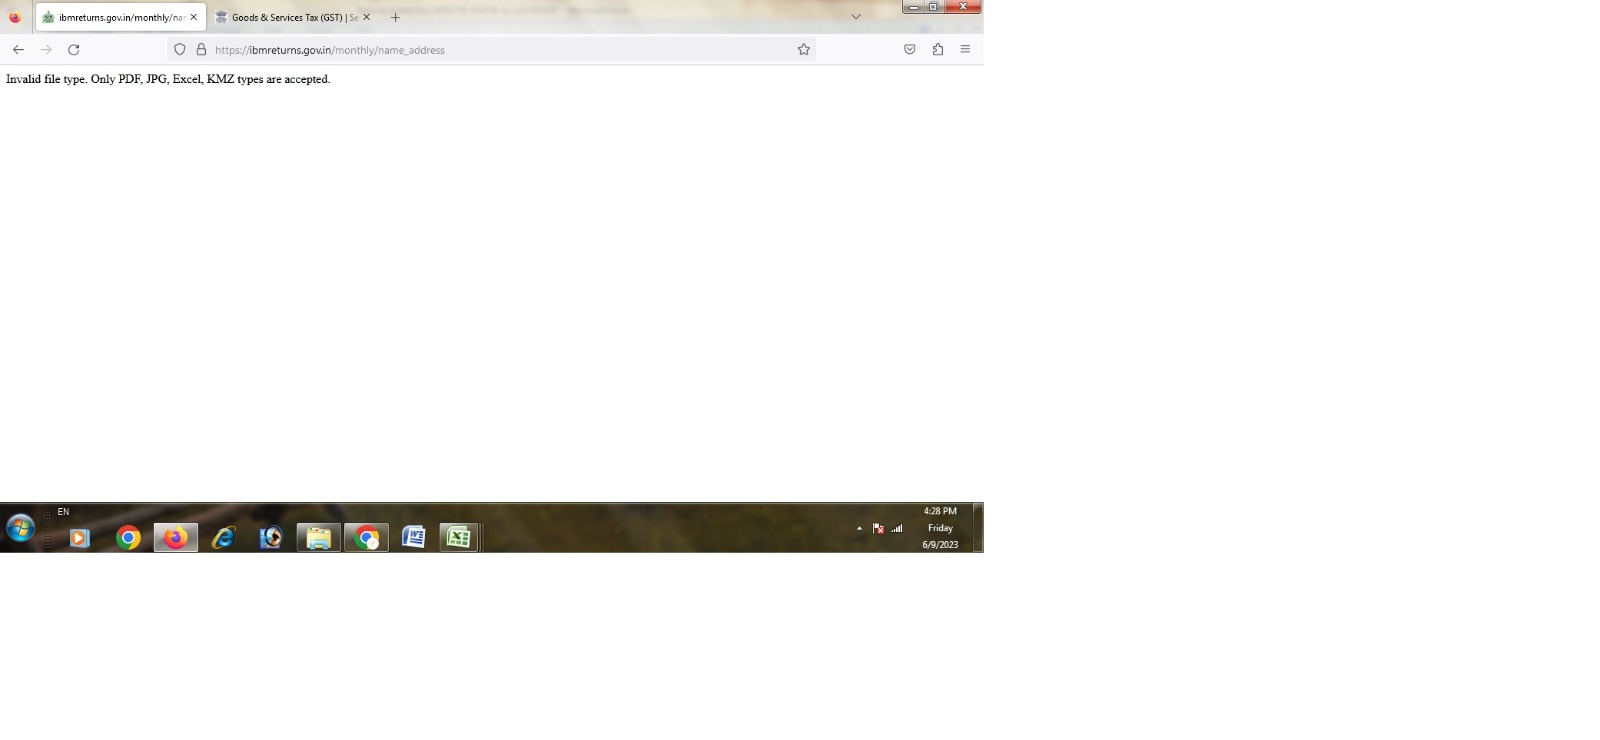 ibmreturns.gov.in/monthly/nar
Goods & Services Tax (GST) | Se
https://ibmreturns.gov.in/monthly/name_address
Invalid file type. Only PDF, JPG, Excel, KMZ types are accepted.
EN
4:28 PM
Friday
6/9/2023